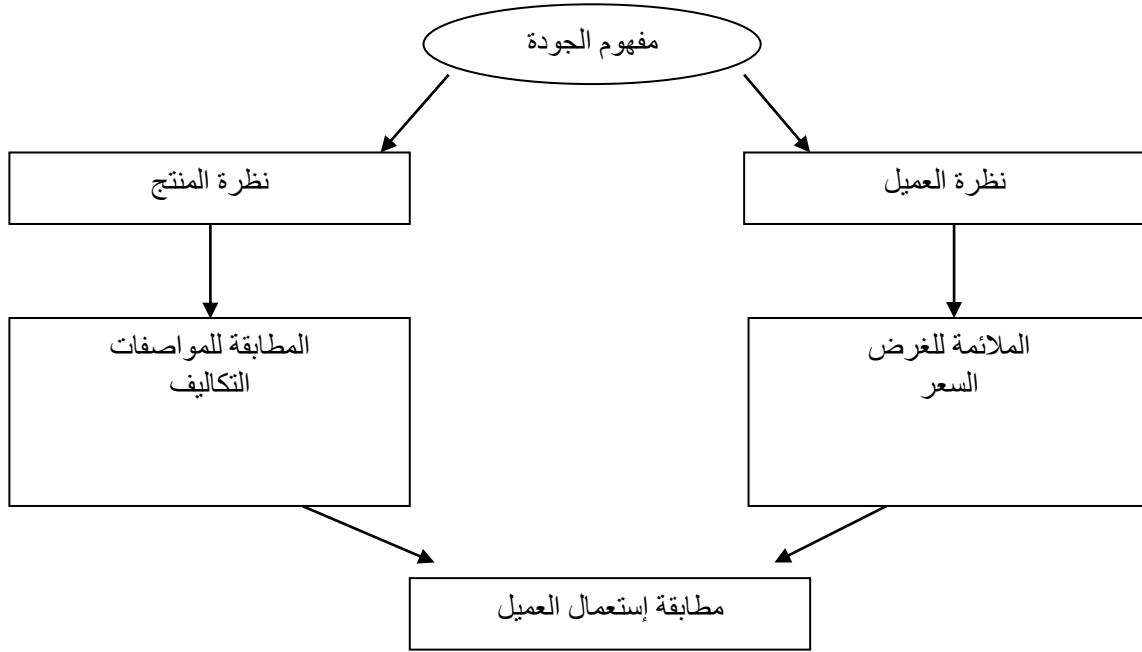 مفهوم الجودة
نظرة العميل
نظرة المنتج
الملائمة للغرض
السعر
المطابقة للمواصفات
التكاليف
مطابقة إستعمال العميل